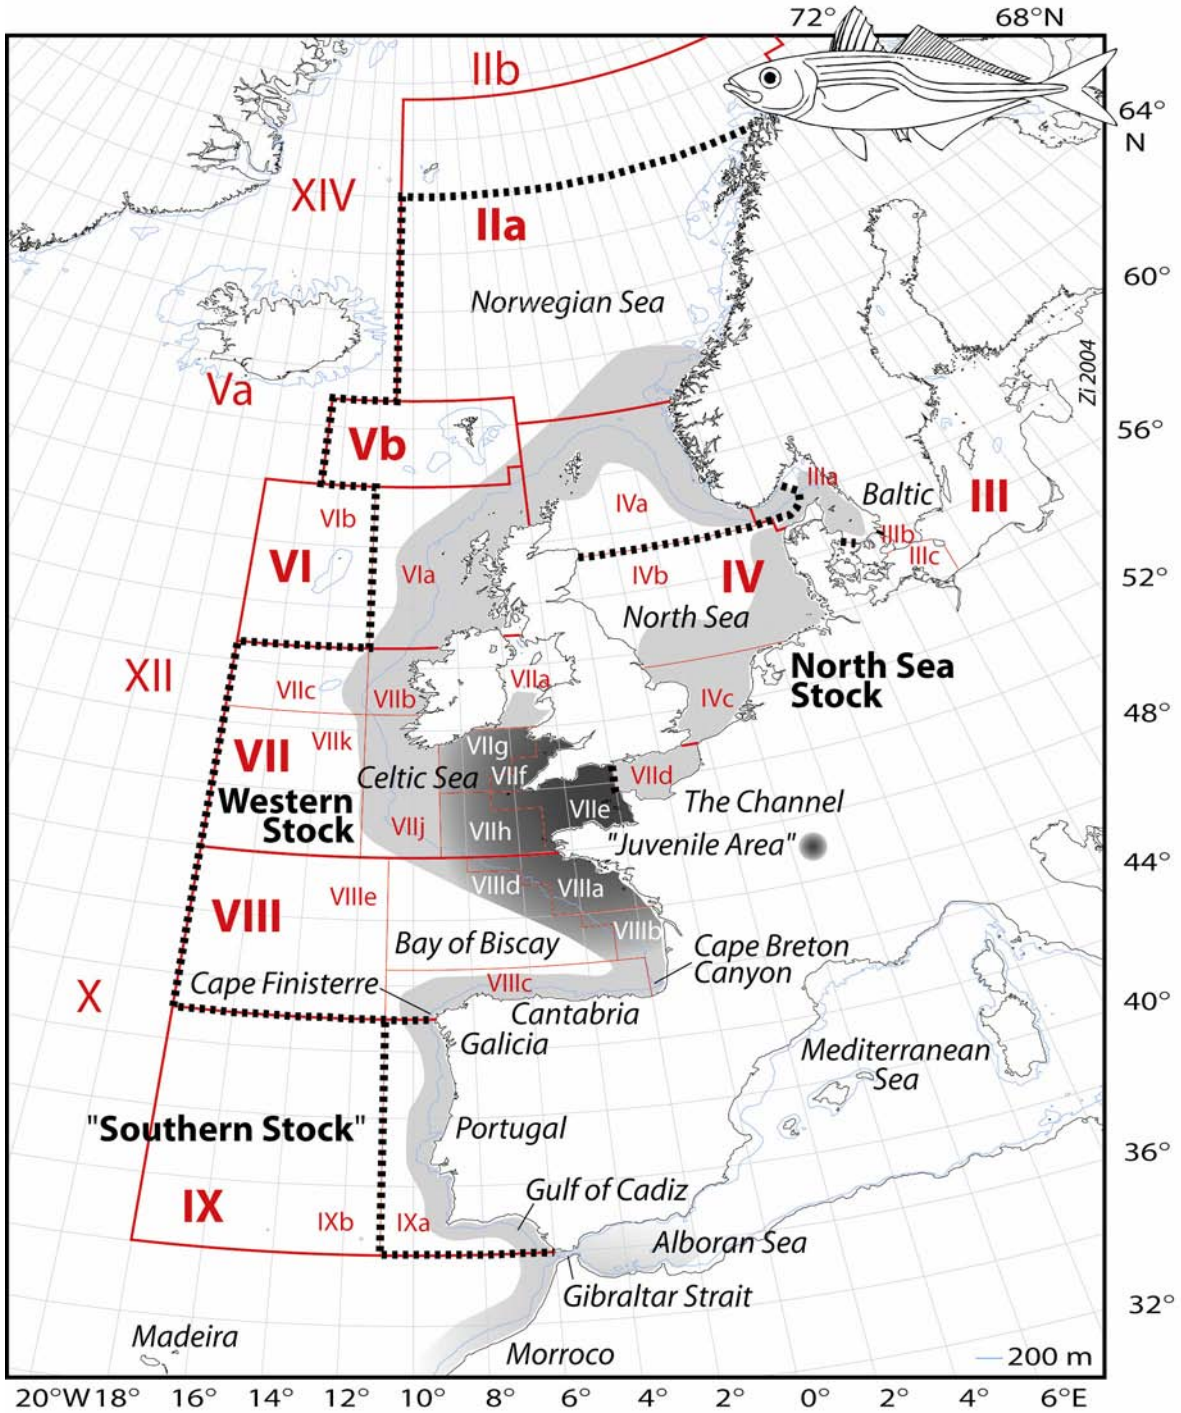 72° 68°N
IIb
64°
N
XIV
IIa
60°
Norwegian Sea
Zi 2004
Va
56°
Vb
IIIa
Baltic
III
IVa
VIb
IIIb
IIIc
VI
VIa
IVb
IV
52°
North Sea
XII
North Sea
Stock
VIIa
VIIc
VIIb
IVc
48°
VIIk
VIIg
VII
Celtic Sea
VIIf
VIId
Western
Stock
The Channel
VIIe
VIIj
VIIh
"Juvenile Area"
44°
VIIId
VIIIa
VIIIe
VIII
VIIIb
Bay of Biscay
Cape Breton
Canyon
Cape Finisterre
VIIIc
X
40°
Cantabria
Galicia
Mediterranean
Sea
"Southern Stock"
Portugal
36°
Gulf of Cadiz
IX
IXb
IXa
Alboran Sea
Gibraltar Strait
32°
Madeira
Morroco
200 m
20°W 18° 16° 14° 12° 10° 8° 6° 4° 0° 2° 4° 6°E